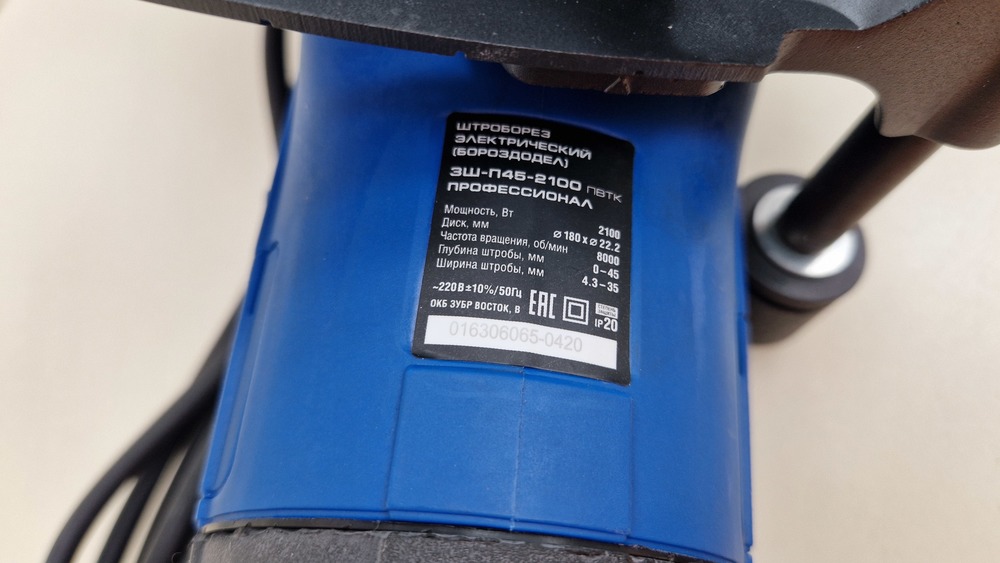 ШТРОБОРЕЗ
ЭЛЕКТРИЧЕСКИЙ
(БОРОЗДОДЕЛ)
ЗШ-П45-2100 ПВТК
ПРОФЕССИОНАЛ
Мощность, Вт 2100
Диск, мм ⌀ 180 x ⌀ 22.2
Частота вращения, об/мин 8000
Глубина штробы, мм 0–45
Ширина штробы, мм 4.3–35
~220В±10%/50Гц
ОКБ ЗУБР ВОСТОК, В
EAC
IP20
016306065-0420